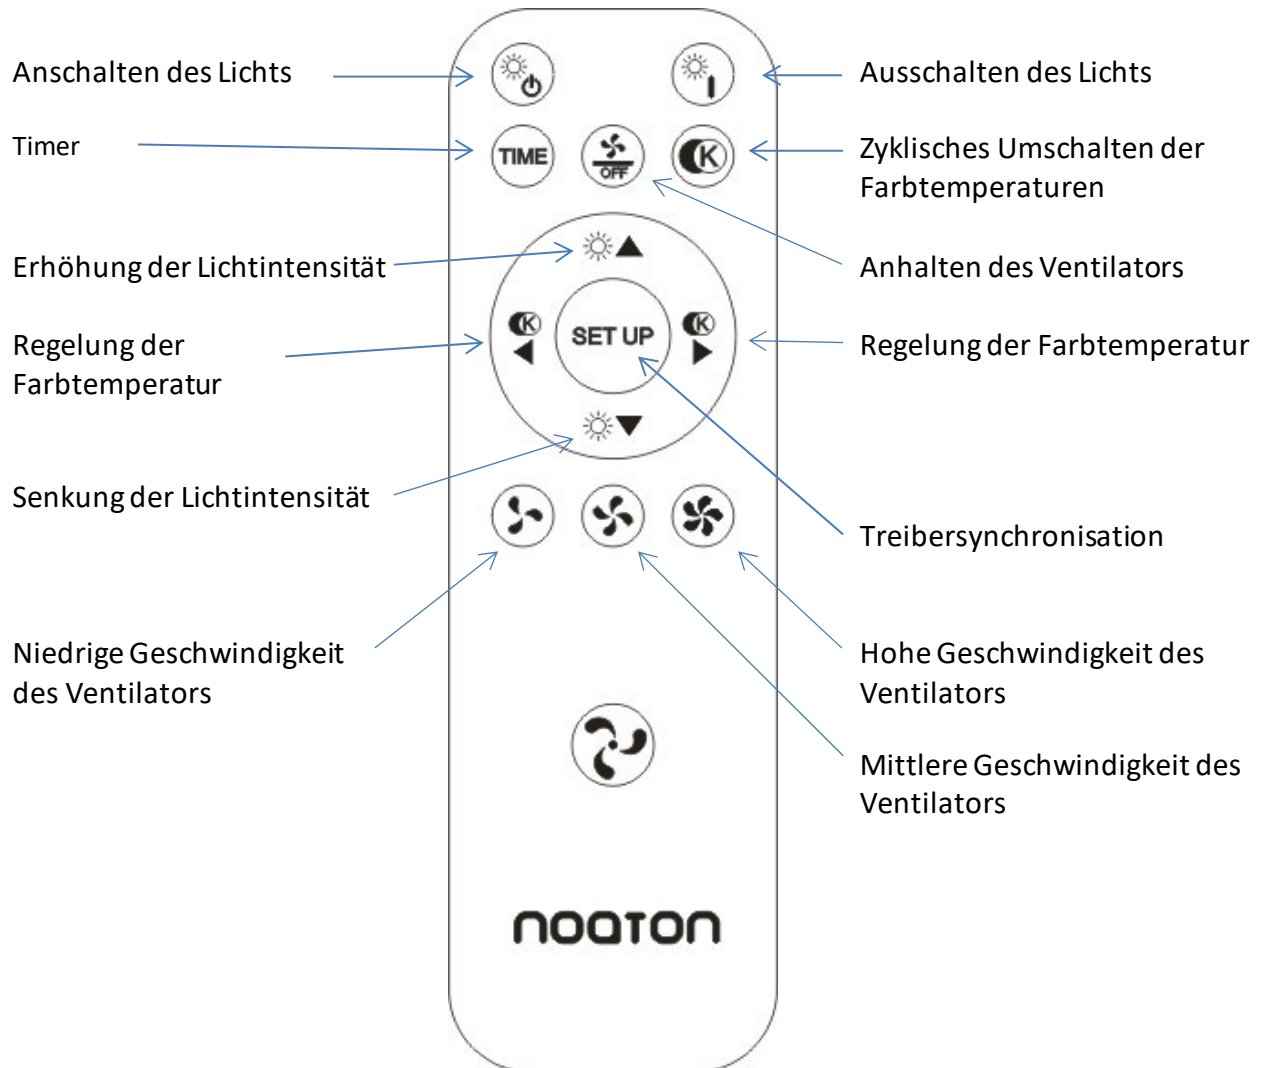 Anschalten des Lichts
Ausschalten des Lichts
Timer
TIME
OFF
K
Zyklisches Umschalten der
Farbtemperaturen
Erhöhung der Lichtintensität
Anhalten des Ventilators
Regelung der
Farbtemperatur
K
SET UP
K
Regelung der Farbtemperatur
Senkung der Lichtintensität
Treibersynchronisation
Niedrige Geschwindigkeit
des Ventilators
Hohe Geschwindigkeit des
Ventilators
Mittlere Geschwindigkeit des
Ventilators
noaton